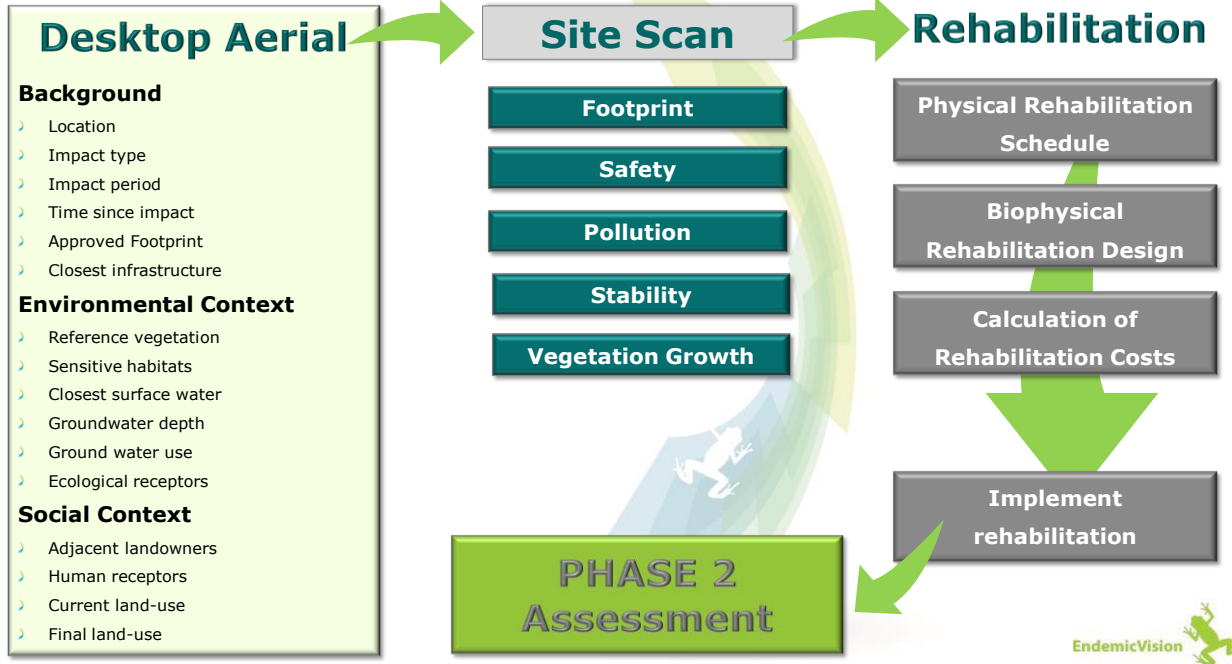 Desktop Aerial
Background
Location
Impact type
Impact period
Time since impact
Approved Footprint
Closest infrastructure
Environmental Context
Reference vegetation
Sensitive habitats
Closest surface water
Groundwater depth
Ground water use
Ecological receptors
Social Context
Adjacent landowners
Human receptors
Current land-use
Final land-use
Site Scan
Footprint
Safety
Pollution
Stability
Vegetation Growth
Rehabilitation
Physical Rehabilitation
Schedule
Biophysical
Rehabilitation Design
Calculation of
Rehabilitation Costs
Implement
rehabilitation
PHASE 2
Assessment
EndemicVision